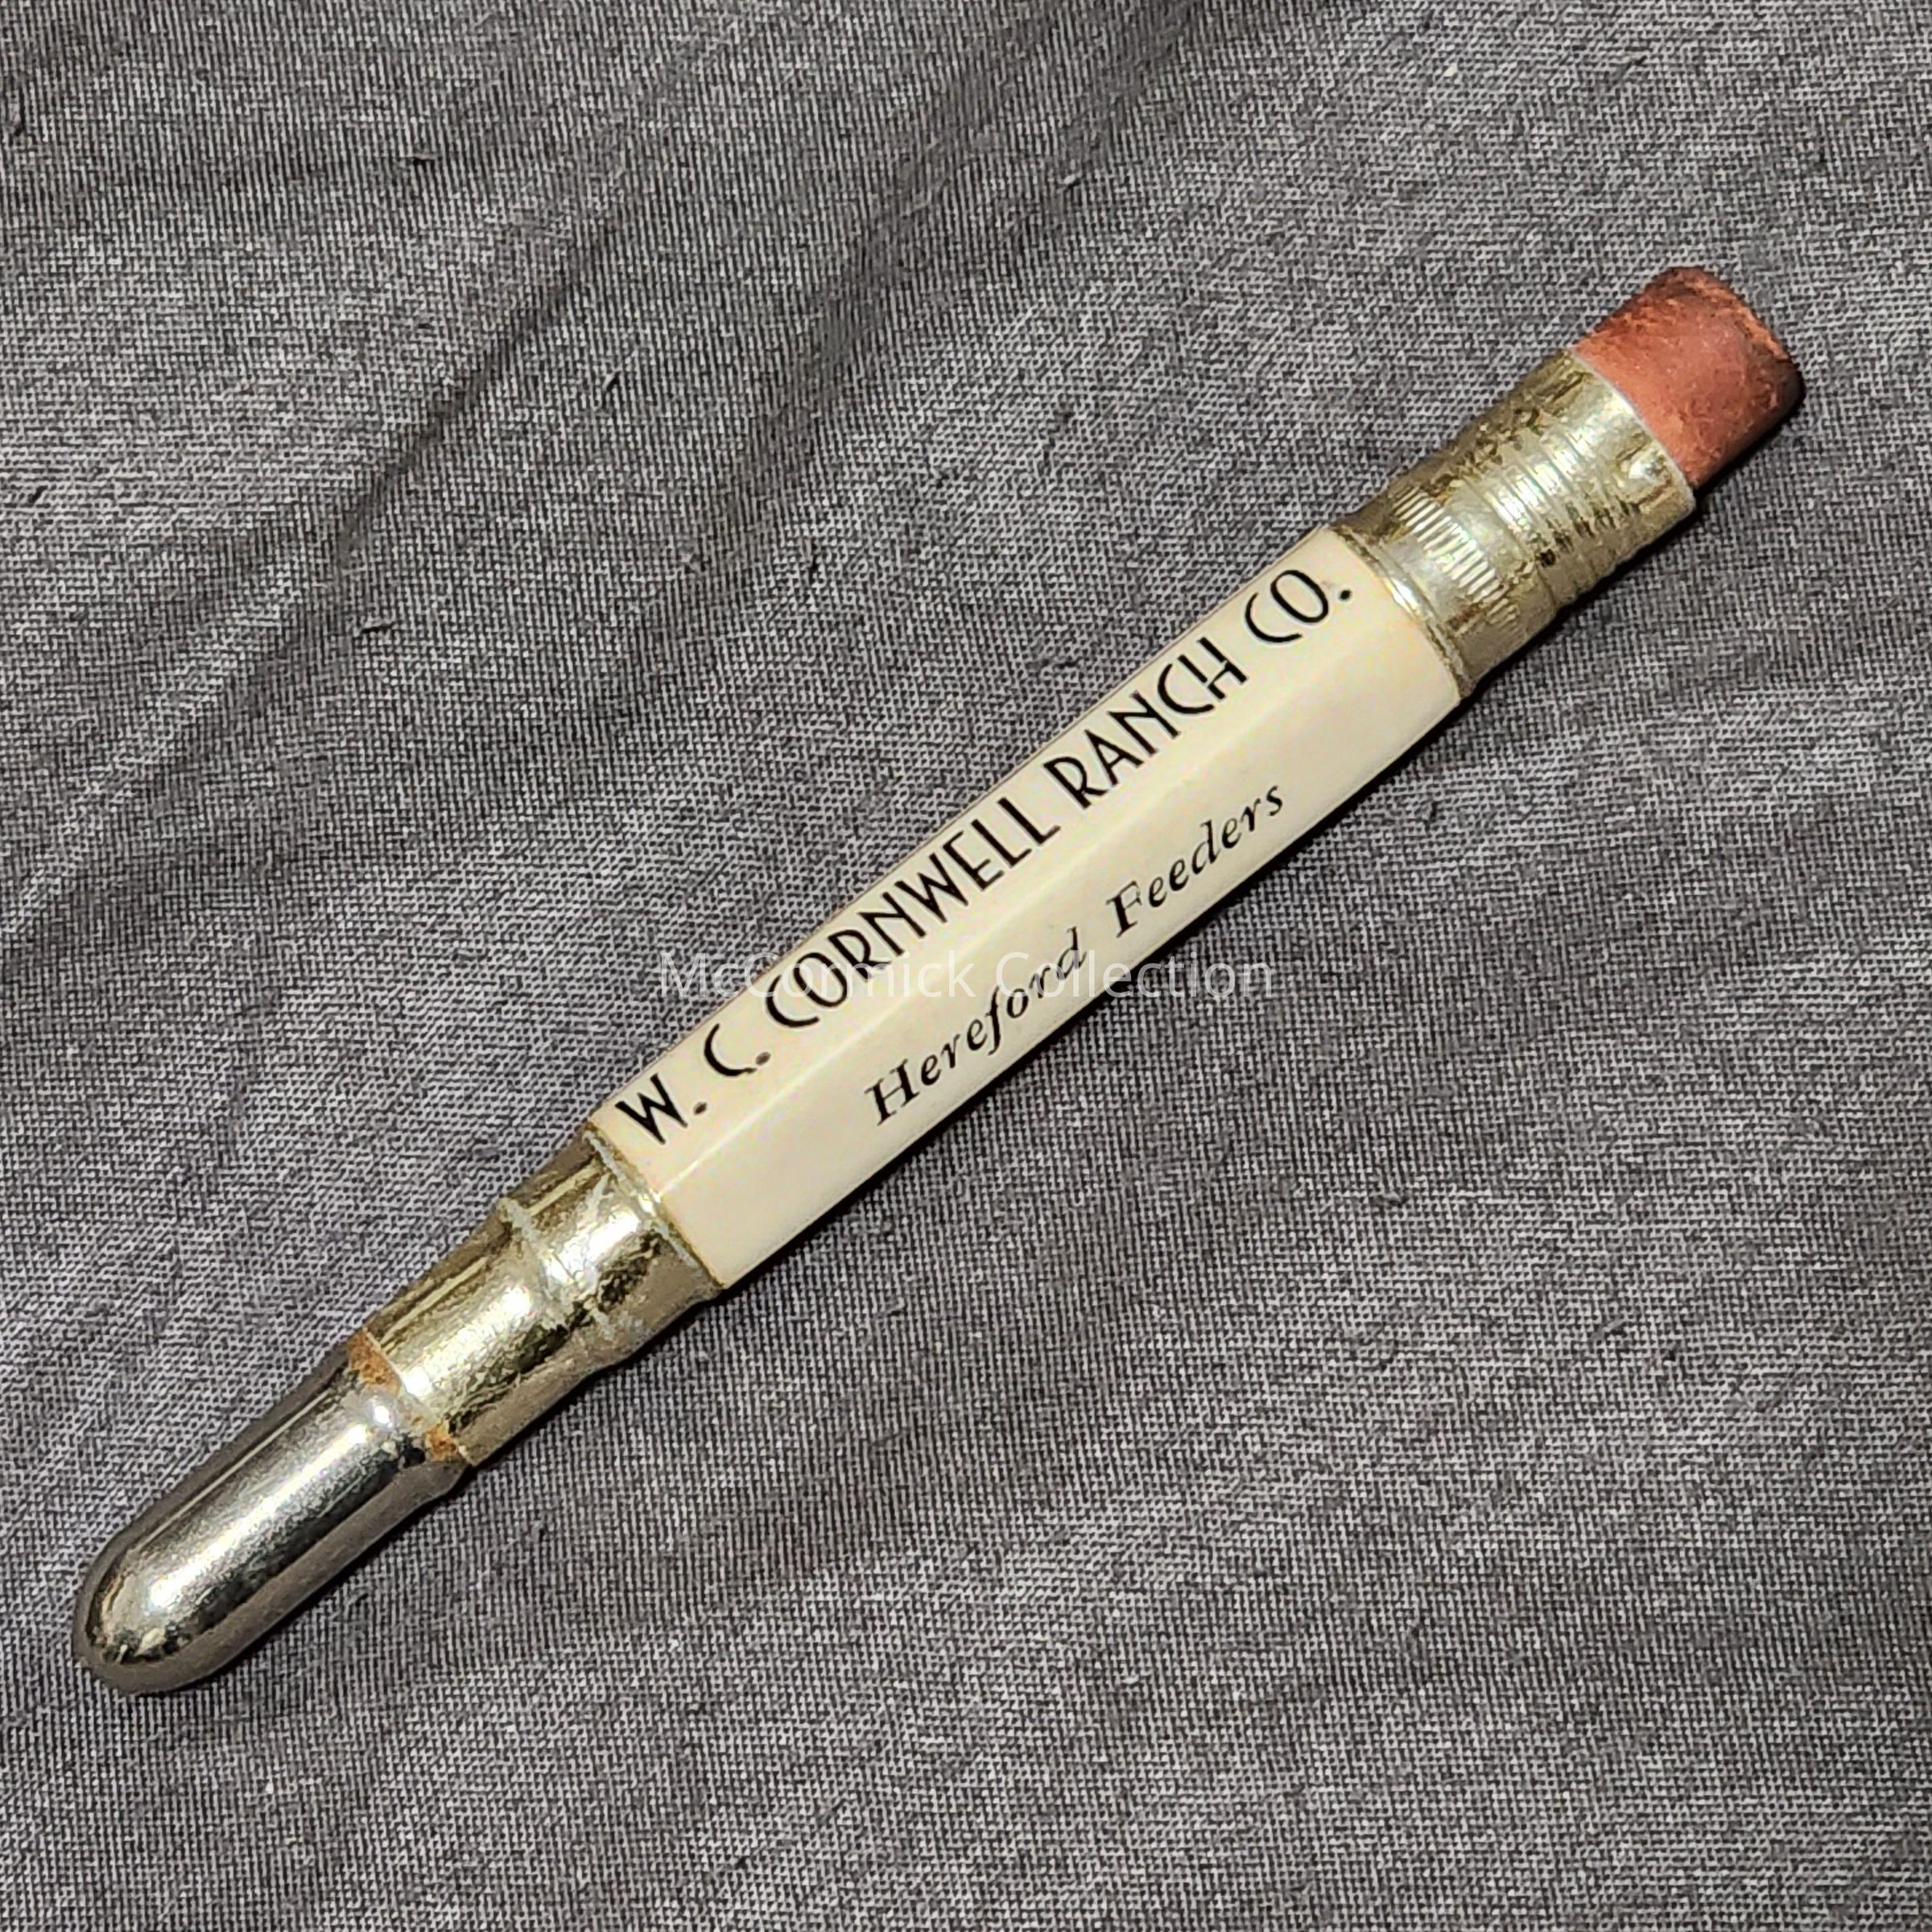 W. C. CORNWELL RANCH CO.
Hereford Feeders
McCormick Collection